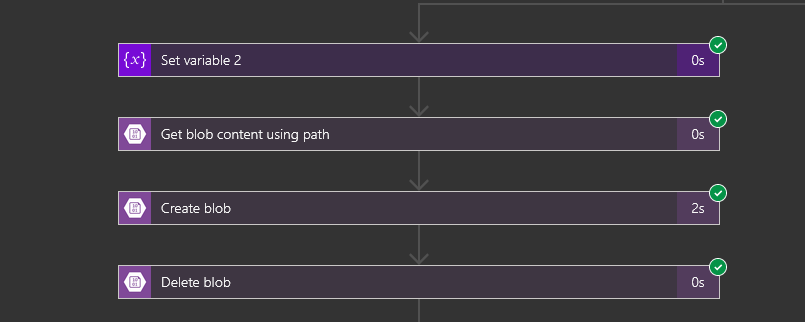 {x} Set variable 2 0s
Get blob content using path 0s
Create blob 2s
Delete blob 0s